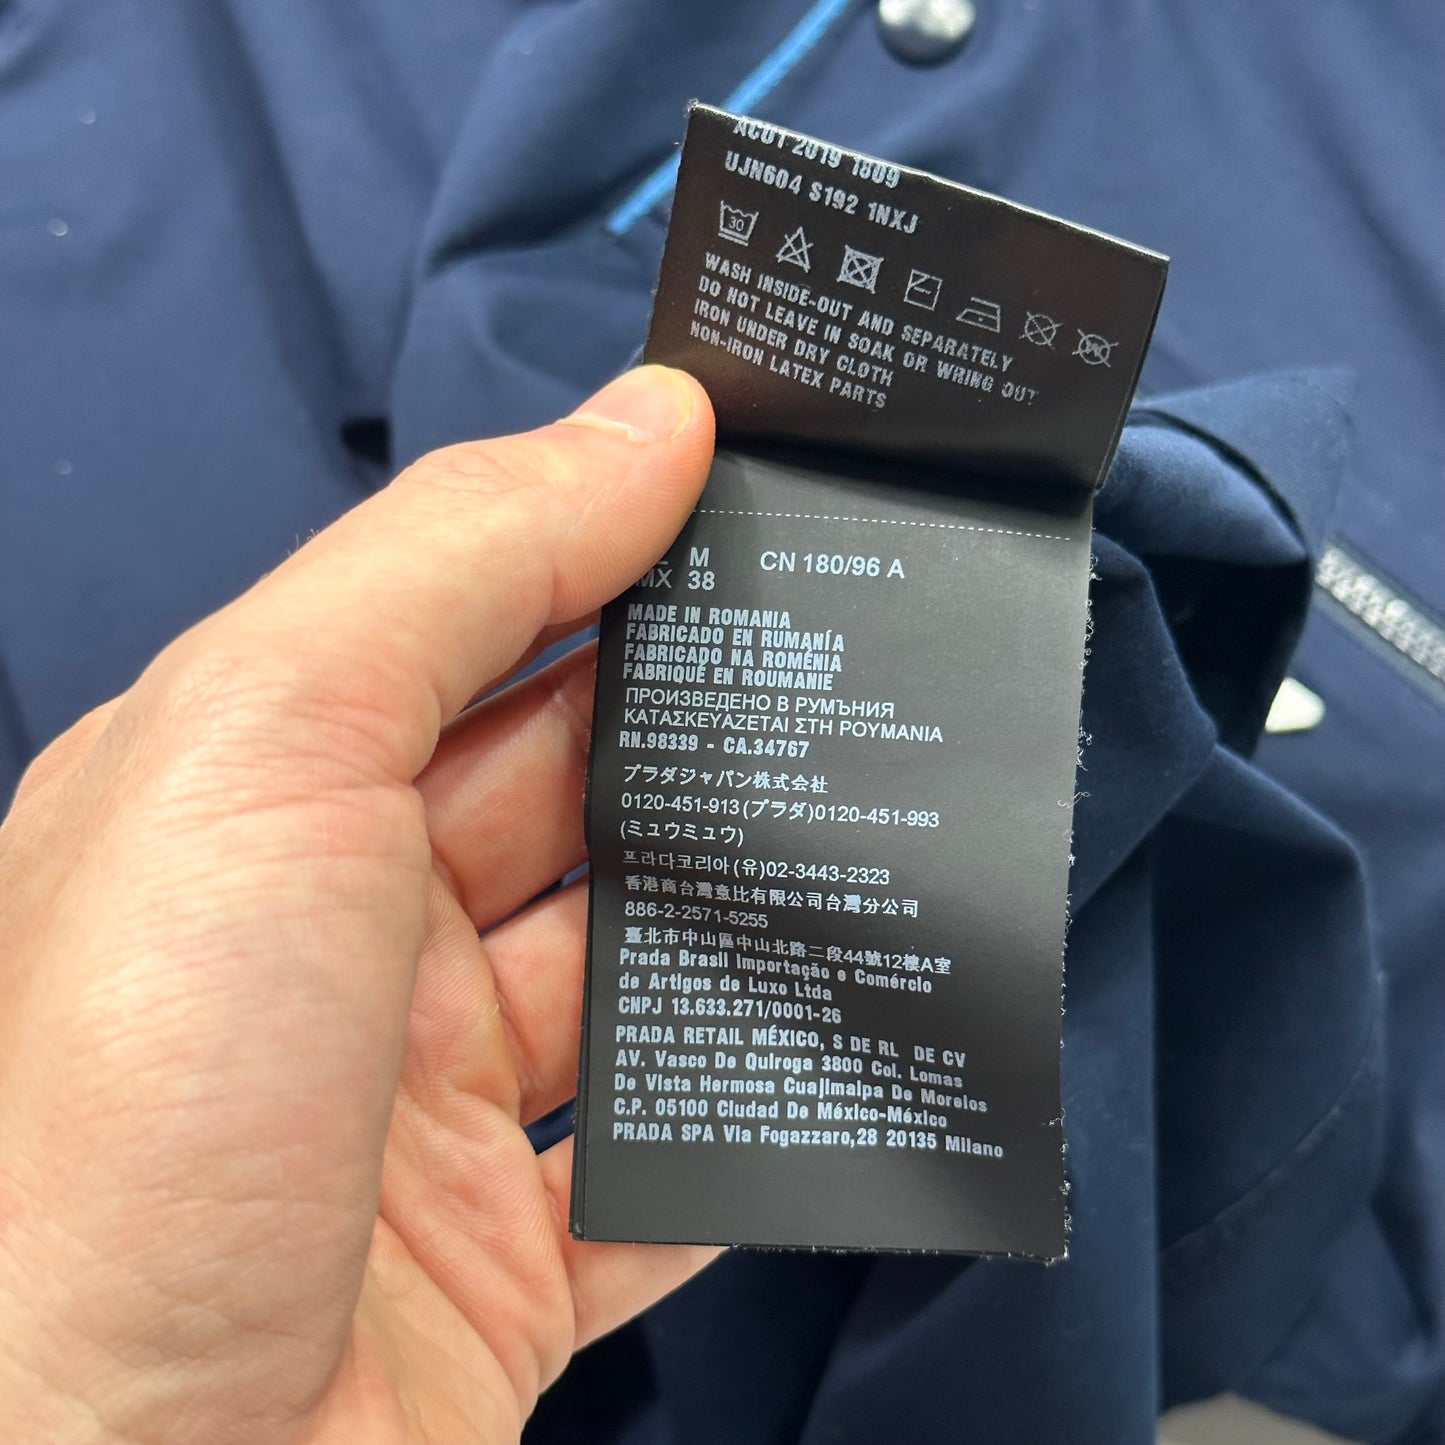 2019 1809
UJN604 S192 1NXJ
30
WASH INSIDE-OUT AND SEPARATELY
DO NOT LEAVE IN SOAK OR WRING OUT
IRON UNDER DRY CLOTH
NON-IRON LATEX PARTS
M CN 180/96 A
MX 38
MADE IN ROMANIA
FABRICADO EN RUMANÍA
FABRICADO NA ROMÉNIA
FABRIQUÉ EN ROUMANIE
ПРОИЗВЕДЕНО В РУМЪНИЯ
ΚΑΤΑΣΚΕΥΑΖΕΤΑΙ ΣΤΗ ΡΟΥΜΑΝΙΑ
RN.98339 - CA.34767
プラダジャパン株式会社
0120-451-913(プラダ)0120-451-993
(ミュウミュウ)
프라다코리아(유)02-3443-2323
香港商台灣意比有限公司台灣分公司
886-2-2571-5255
臺北市中山區中山北路二段44號12樓A室
Prada Brasil Importação e Comércio
de Artigos de Luxo Ltda
CNPJ 13.633.271/0001-26
PRADA RETAIL MÉXICO, S DE RL DE CV
AV. Vasco De Quiroga 3800 Col. Lomas
De Vista Hermosa Cuajimalpa De Morelos
C.P. 05100 Ciudad De México-México
PRADA SPA Via Fogazzaro,28 20135 Milano